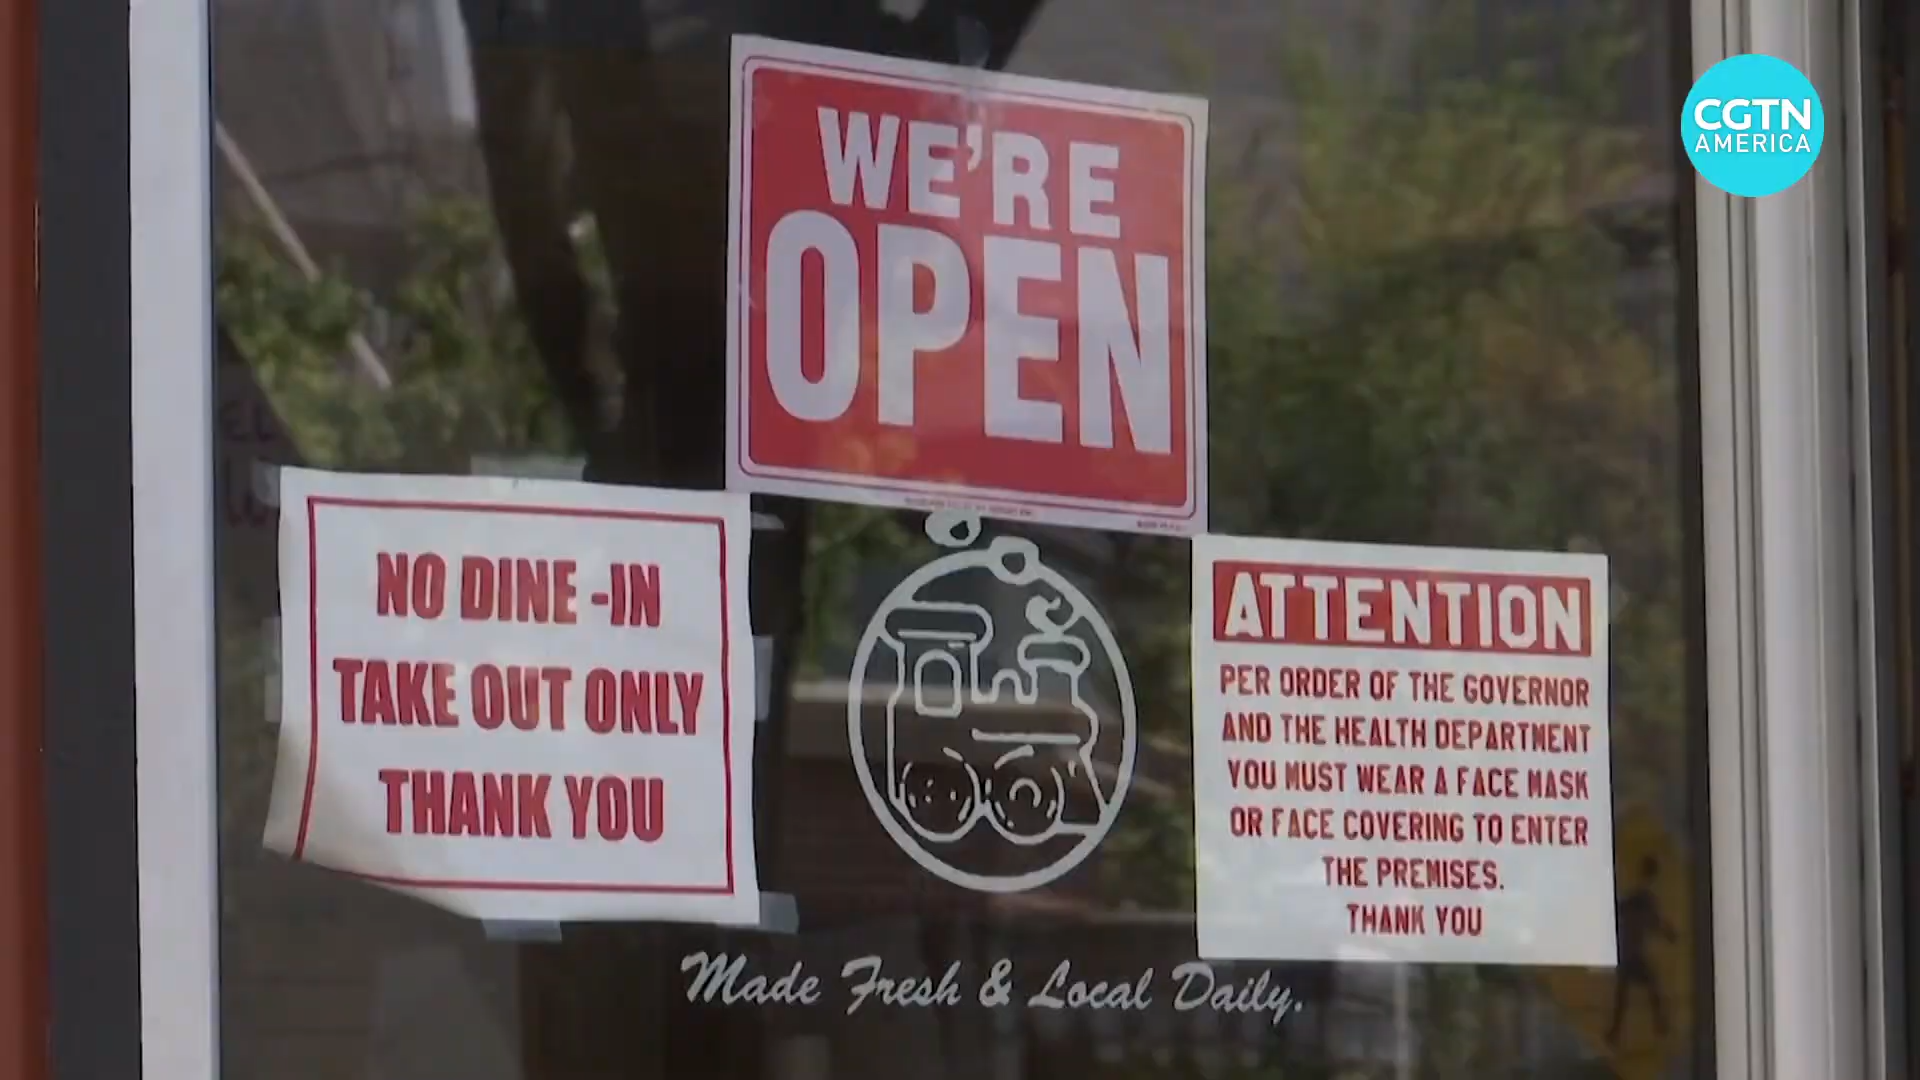 CGTN
AMERICA
WE'RE
OPEN
NO DINE -IN
TAKE OUT ONLY
THANK YOU
ATTENTION
PER ORDER OF THE GOVERNOR
AND THE HEALTH DEPARTMENT
YOU MUST WEAR A FACE MASK
OR FACE COVERING TO ENTER
THE PREMISES.
THANK YOU
Made Fresh & Local Daily.